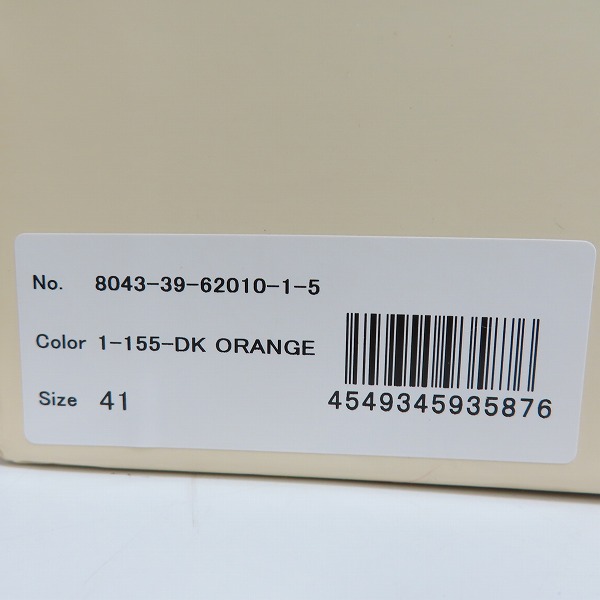 No. 8043-39-62010-1-5
Color 1-155-DK ORANGE
Size 41
4549345935876